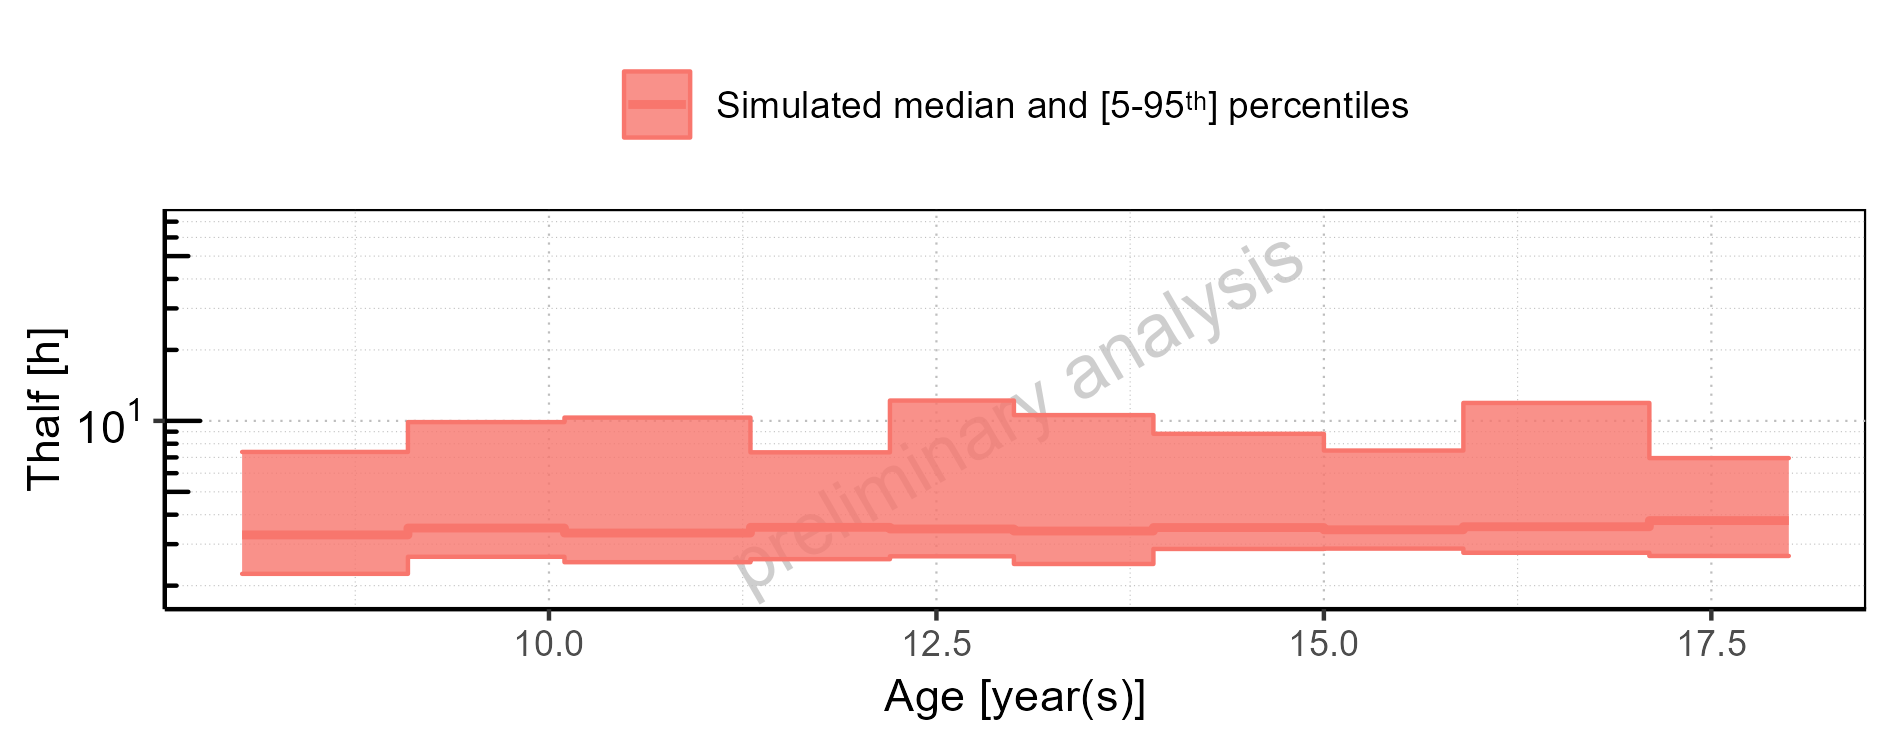 Simulated median and [5-95th] percentiles
Thalf [h]
10^1
preliminary analysis
10.0 12.5 15.0 17.5
Age [year(s)]